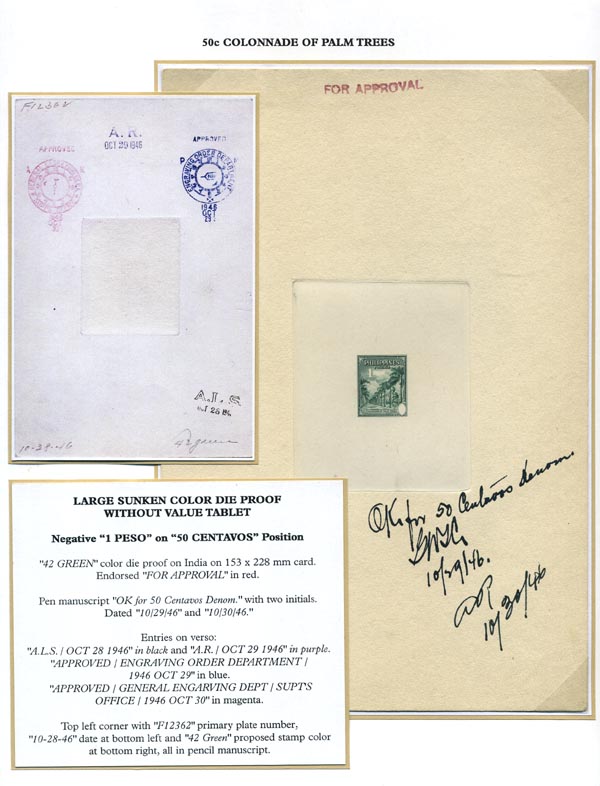 50c COLONNADE OF PALM TREES
FOR APPROVAL
F12362
A. R.
OCT 29 1946
APPROVED
APPROVED
ENGRAVING ORDER DEPARTMENT
1946
OCT
29
A.L.S
OCT 28 1946
10-28-46
42 green
PHILIPPINES
1
OK for 50 Centavos Denom.
10/29/46.
10/30/46
LARGE SUNKEN COLOR DIE PROOF
WITHOUT VALUE TABLET
Negative "1 PESO" on "50 CENTAVOS" Position
"42 GREEN" color die proof on India on 153 x 228 mm card.
Endorsed "FOR APPROVAL" in red.
Pen manuscript "OK for 50 Centavos Denom." with two initials.
Dated "10/29/46" and "10/30/46."
Entries on verso:
"A.L.S. / OCT 28 1946" in black and "A.R. / OCT 29 1946" in purple.
"APPROVED / ENGRAVING ORDER DEPARTMENT /
1946 OCT 29" in blue.
"APPROVED / GENERAL ENGARVING DEPT / SUPT'S
OFFICE / 1946 OCT 30" in magenta.
Top left corner with "F12362" primary plate number,
"10-28-46" date at bottom left and "42 Green" proposed stamp color
at bottom right, all in pencil manuscript.